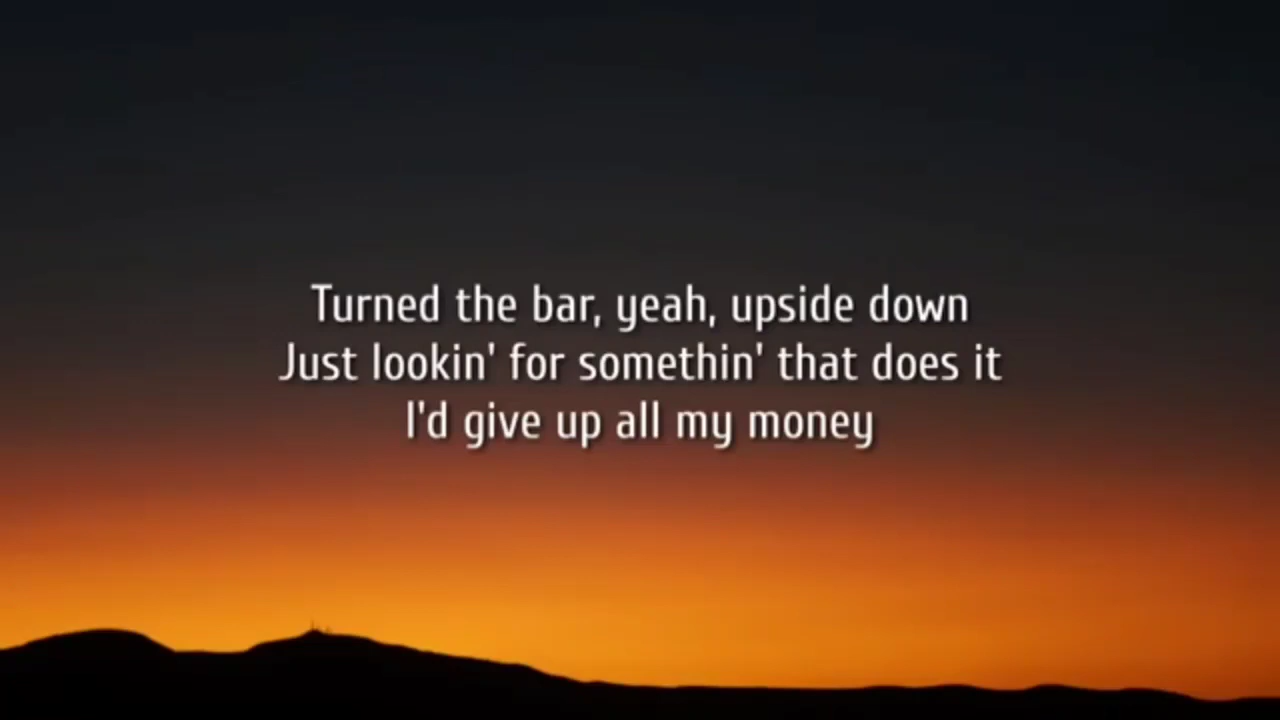 Turned the bar, yeah, upside down
Just lookin' for somethin' that does it
I'd give up all my money